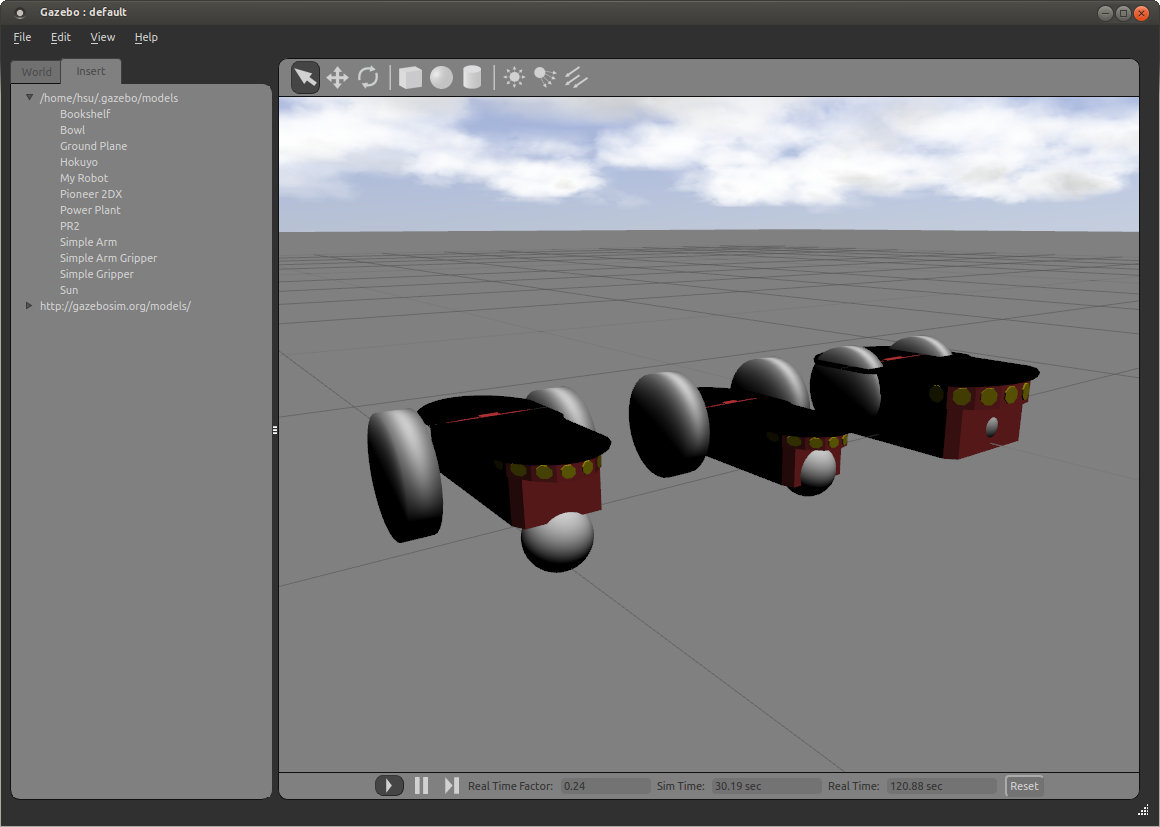 Gazebo : default
File Edit View Help
World Insert
/home/hsu/.gazebo/models
Bookshelf
Bowl
Ground Plane
Hokuyo
My Robot
Pioneer 2DX
Power Plant
PR2
Simple Arm
Simple Arm Gripper
Simple Gripper
Sun
http://gazebosim.org/models/
Real Time Factor: 0.24 Sim Time: 30.19 sec Real Time: 120.88 sec Reset